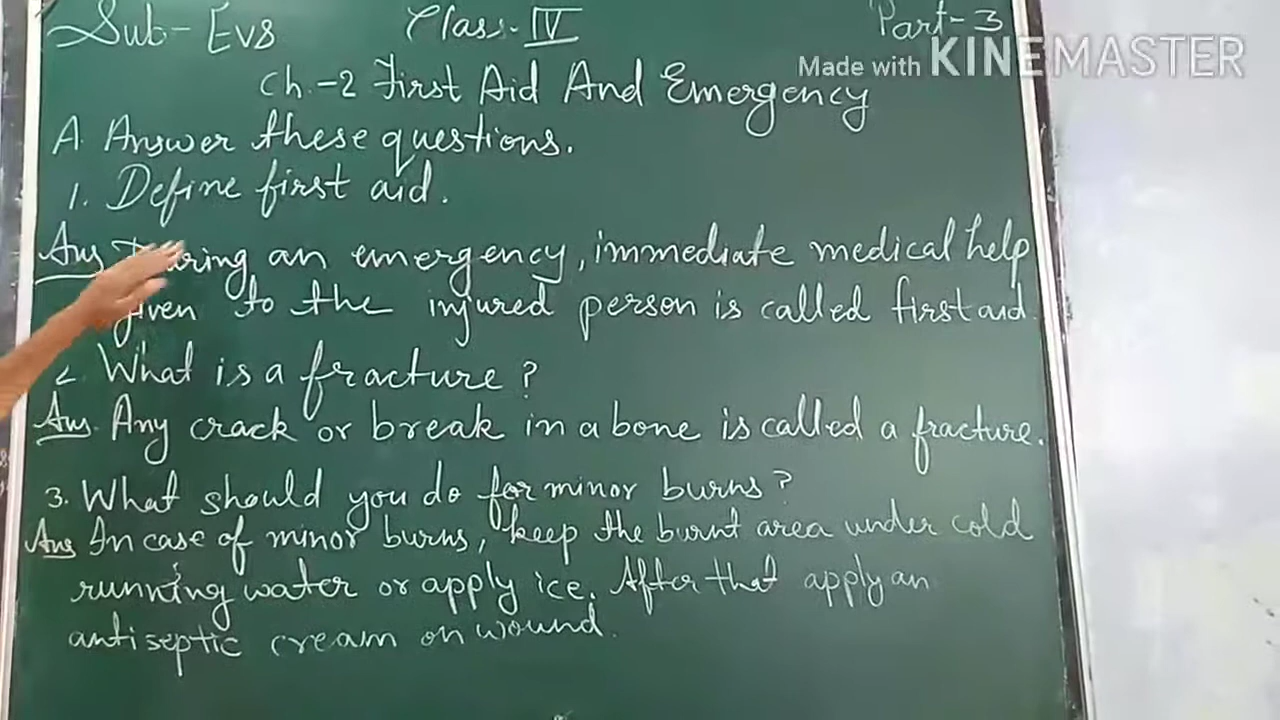 Sub- Evs Class- IV Part-3
Made with KINEMASTER
Ch.-2 First Aid And Emergency
A. Answer these questions.
1. Define first aid.
Ans During an emergency, immediate medical help
given to the injured person is called first aid.
2 What is a fracture?
Ans. Any crack or break in a bone is called a fracture.
3. What should you do for minor burns?
Ans In case of minor burns, keep the burnt area under cold
running water or apply ice. After that apply an
antiseptic cream on wound.